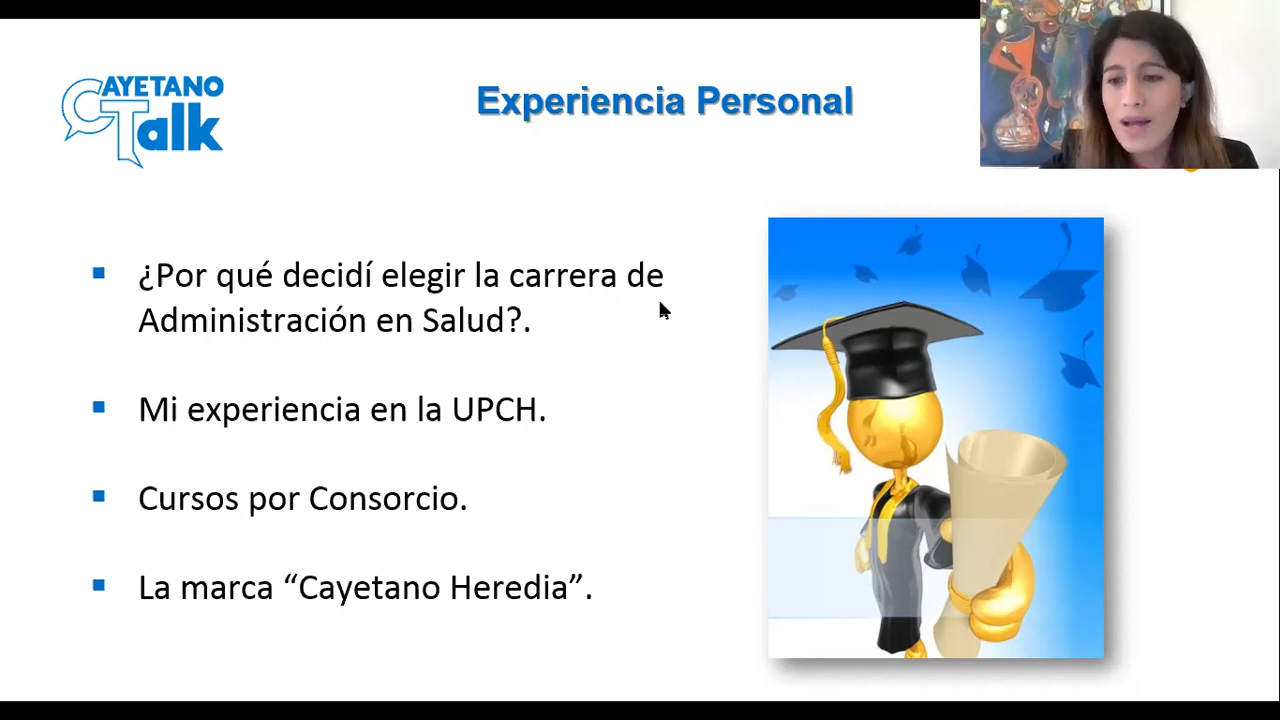 CAYETANO
Talk
Experiencia Personal
¿Por qué decidí elegir la carrera de
Administración en Salud?.
Mi experiencia en la UPCH.
Cursos por Consorcio.
La marca “Cayetano Heredia”.